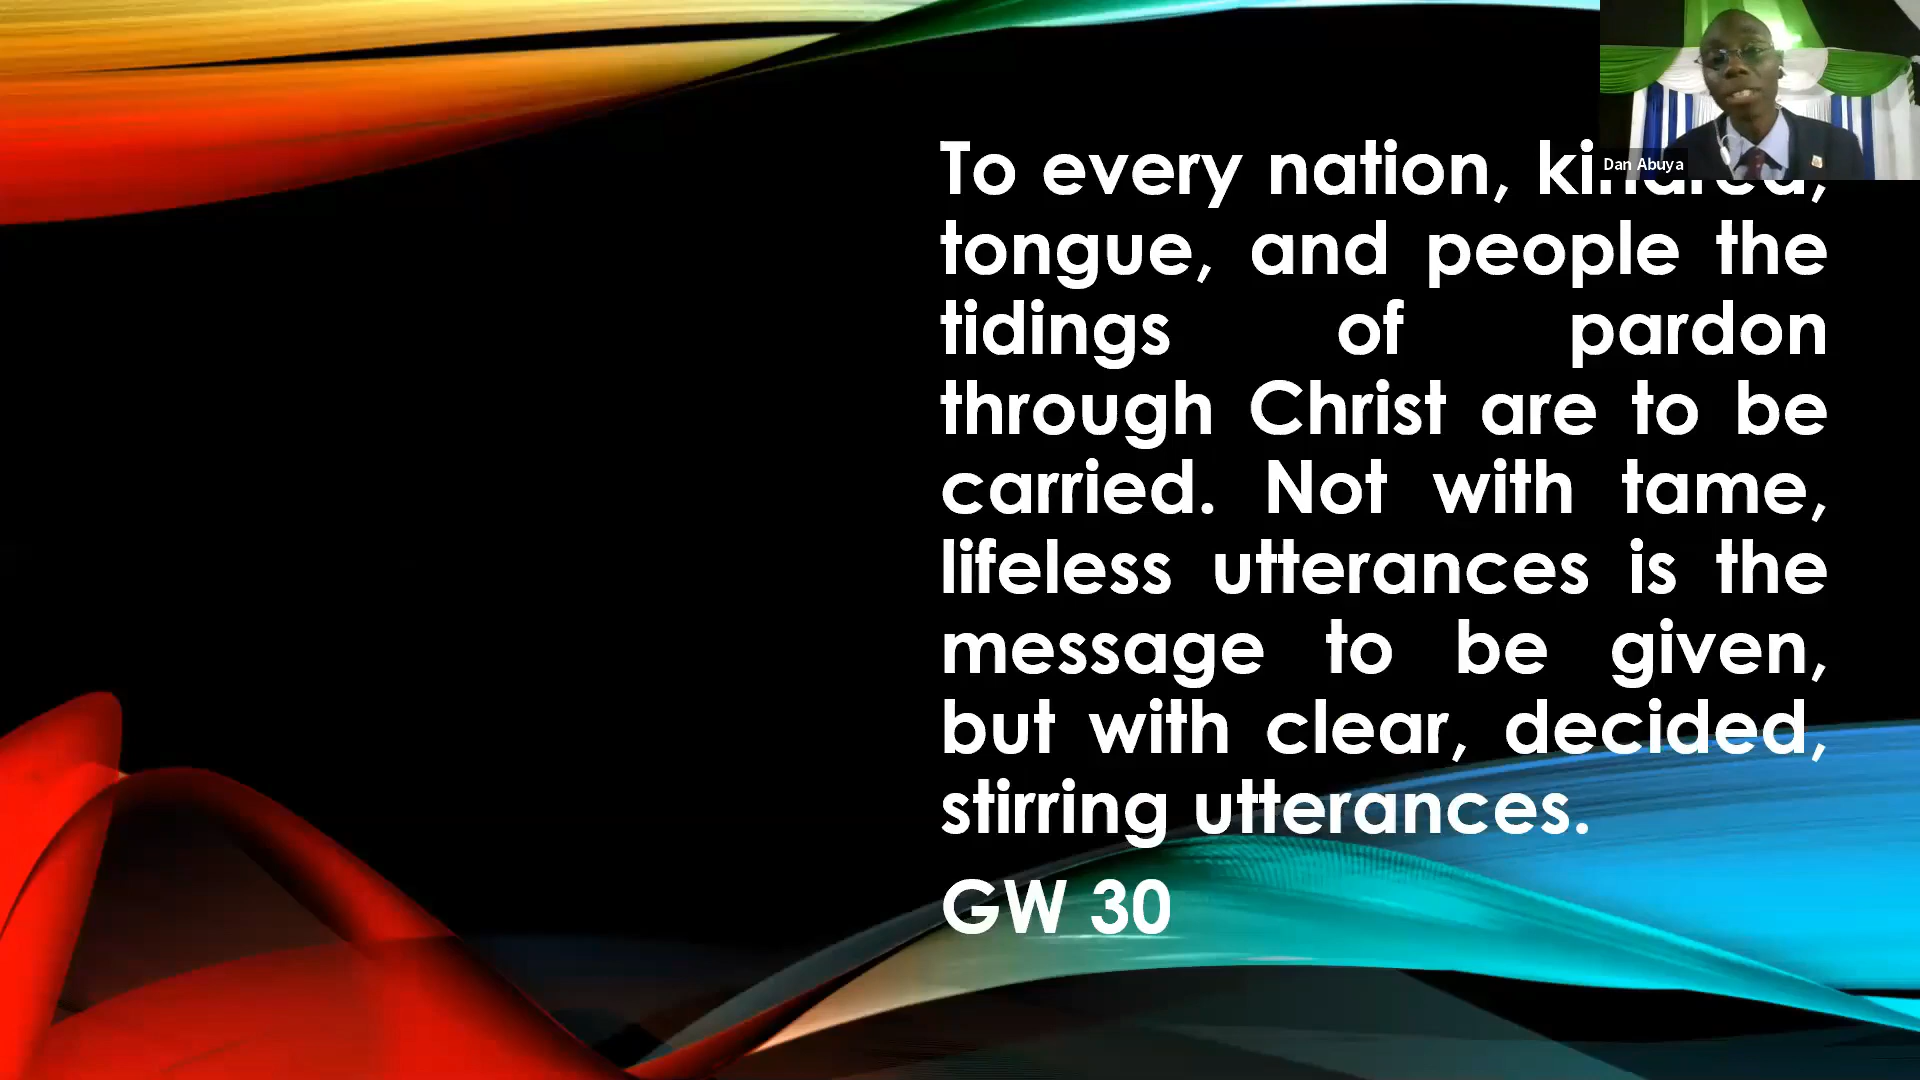 Dan Abuya
To every nation, kindred,
tongue, and people the
tidings of pardon
through Christ are to be
carried. Not with tame,
lifeless utterances is the
message to be given,
but with clear, decided,
stirring utterances.
GW 30